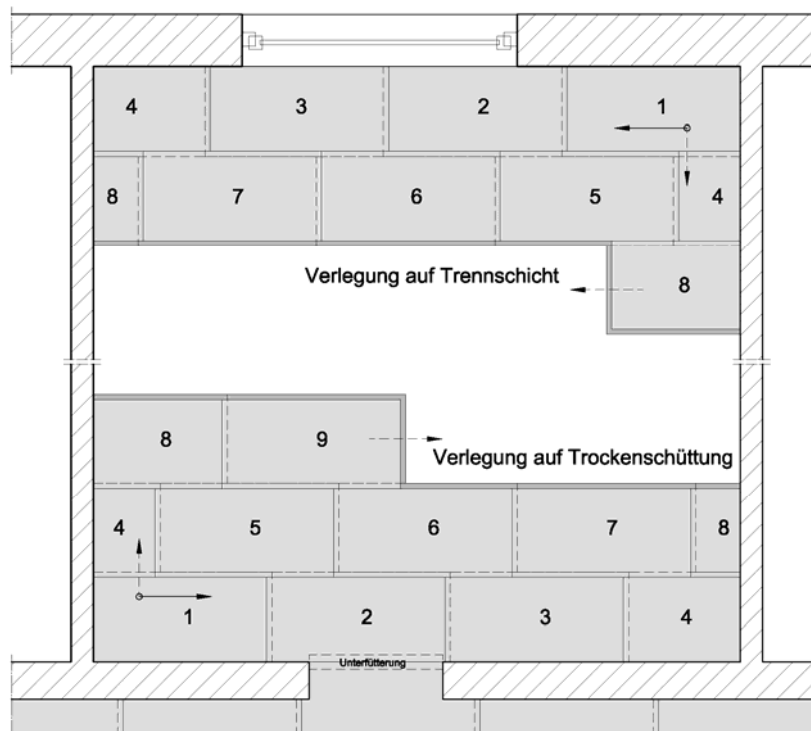 4 3 2 1
8 7 6 5 4
Verlegung auf Trennschicht
8
8 9
Verlegung auf Trockenschüttung
4 5 6 7 8
1 2 3 4
Unterfütterung